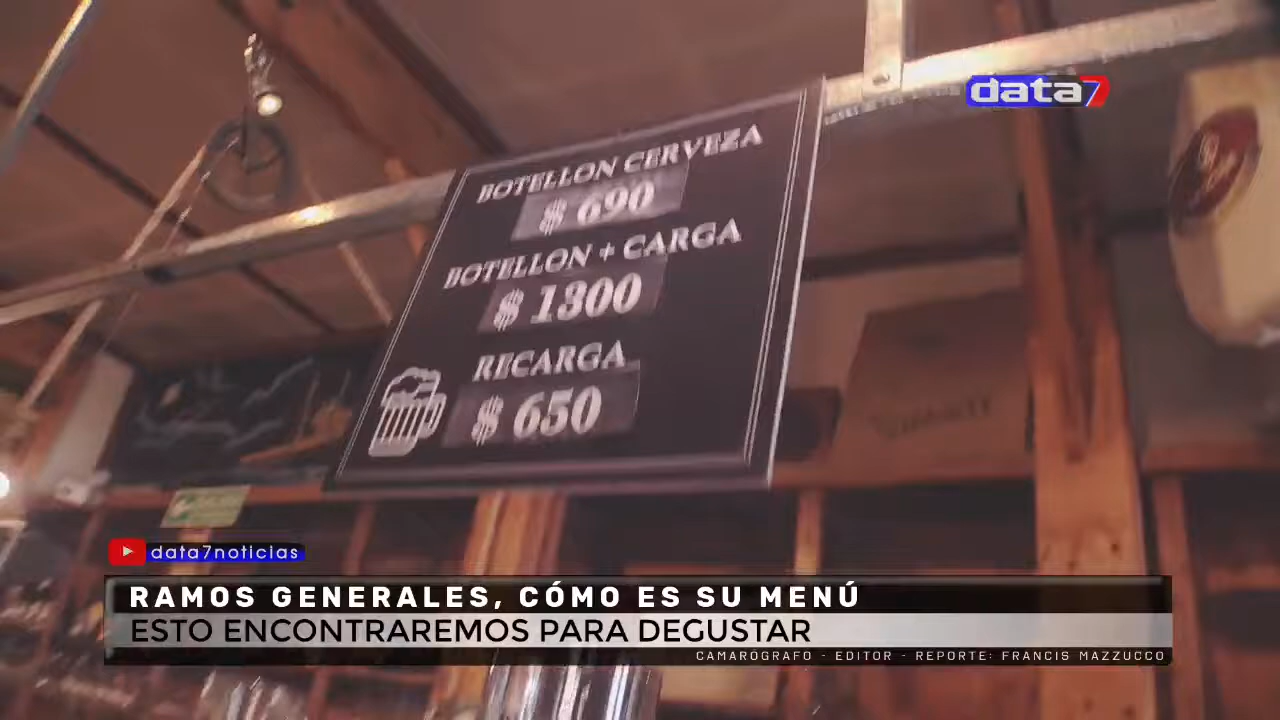 data7
BOTELLON CERVEZA
$ 690
BOTELLON + CARGA
$ 1300
RECARGA
$ 650
data7noticias
RAMOS GENERALES, CÓMO ES SU MENÚ
ESTO ENCONTRAREMOS PARA DEGUSTAR
CAMARÓGRAFO - EDITOR - REPORTE: FRANCIS MAZZUCCO